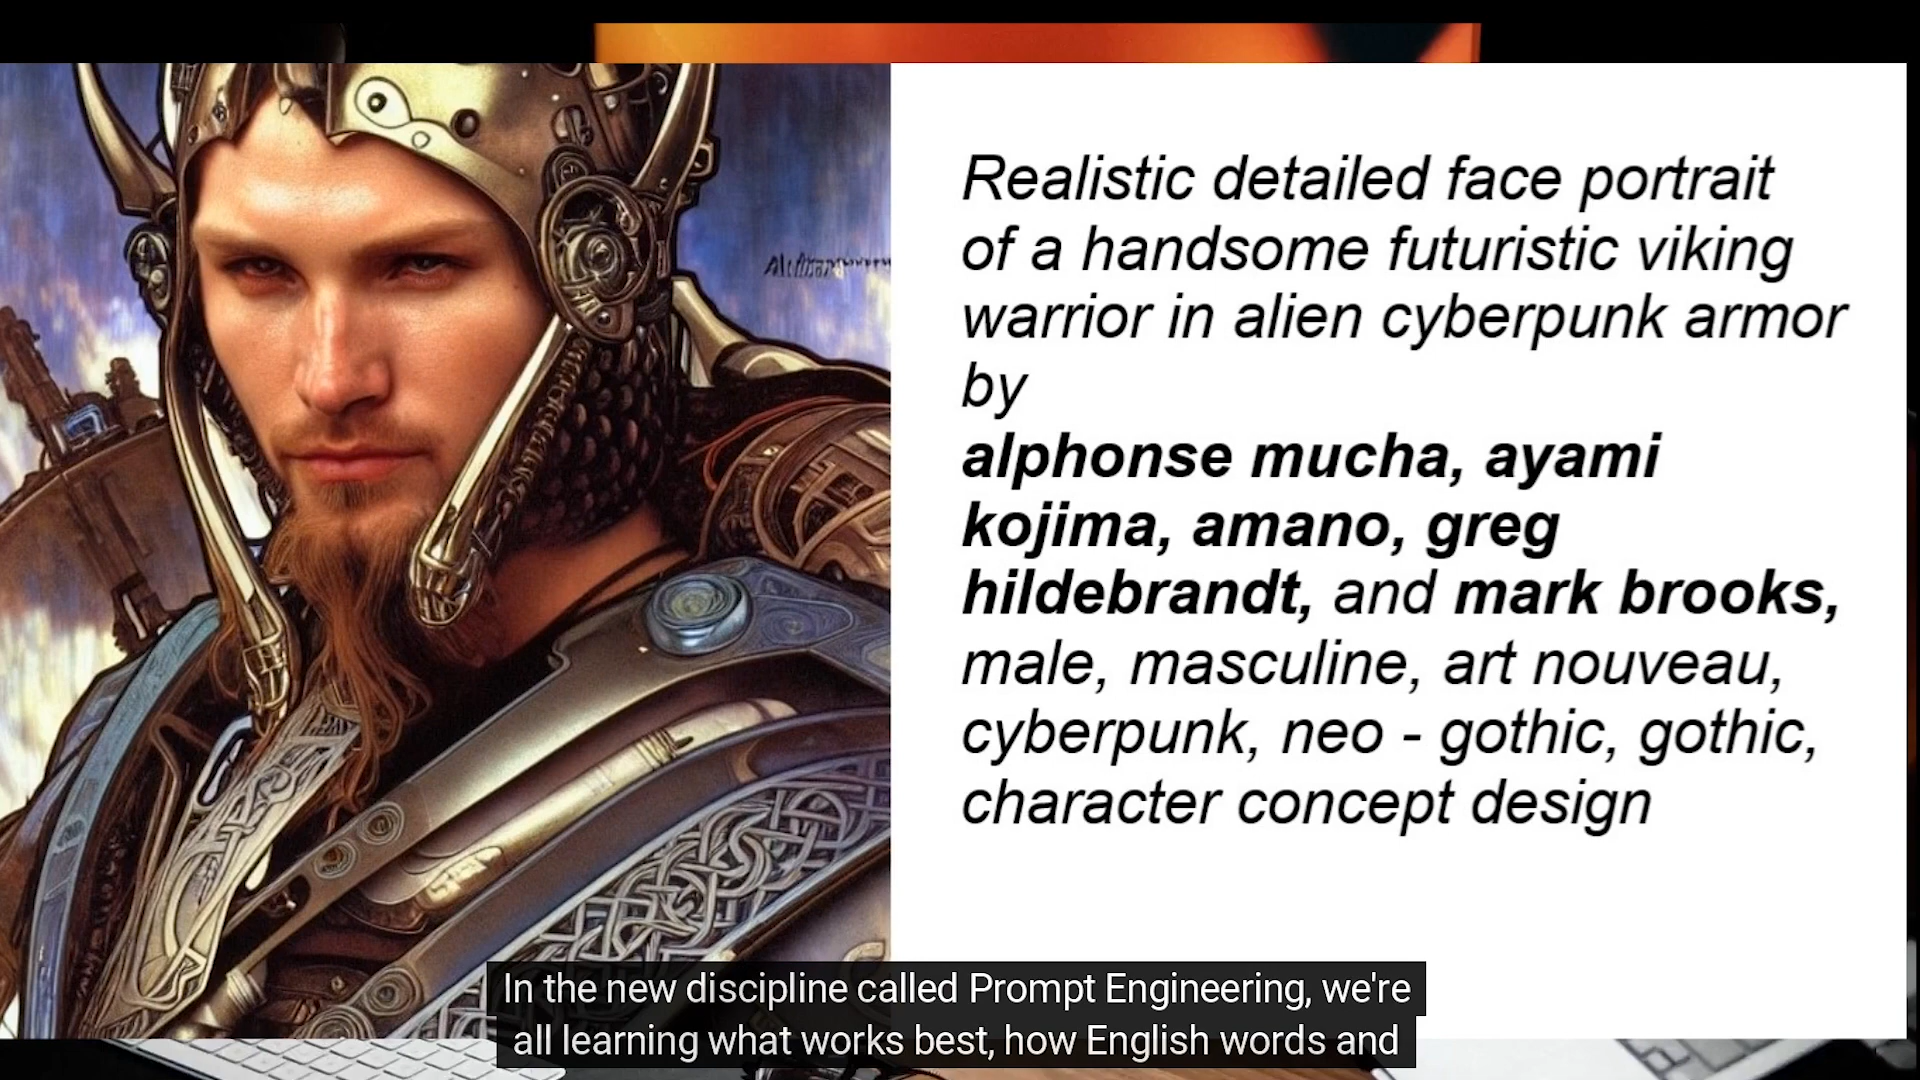 Realistic detailed face portrait
of a handsome futuristic viking
warrior in alien cyberpunk armor
by
alphonse mucha, ayami
kojima, amano, greg
hildebrandt, and mark brooks,
male, masculine, art nouveau,
cyberpunk, neo - gothic, gothic,
character concept design
In the new discipline called Prompt Engineering, we're
all learning what works best, how English words and